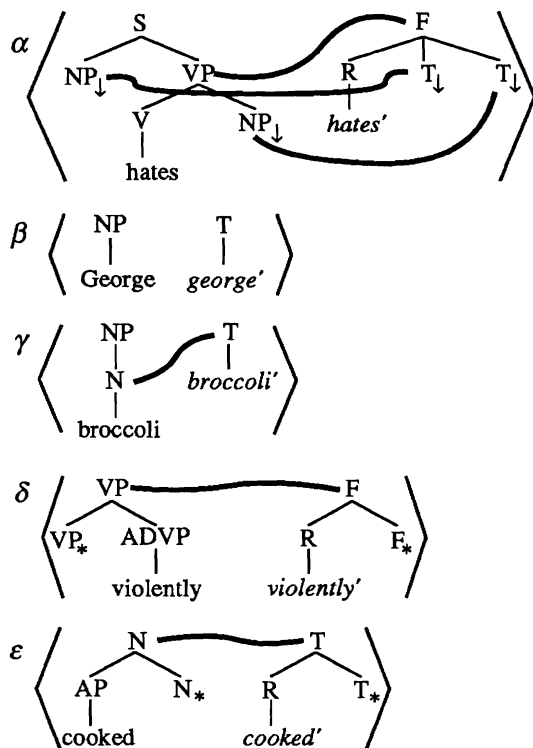 α S F
NP↓ VP R T↓ T↓
V NP↓ hates′
hates
β NP T
George george′
γ NP T
N broccoli′
broccoli
δ VP F
VP* ADVP R F*
violently violently′
ε N T
AP N* R T*
cooked cooked′